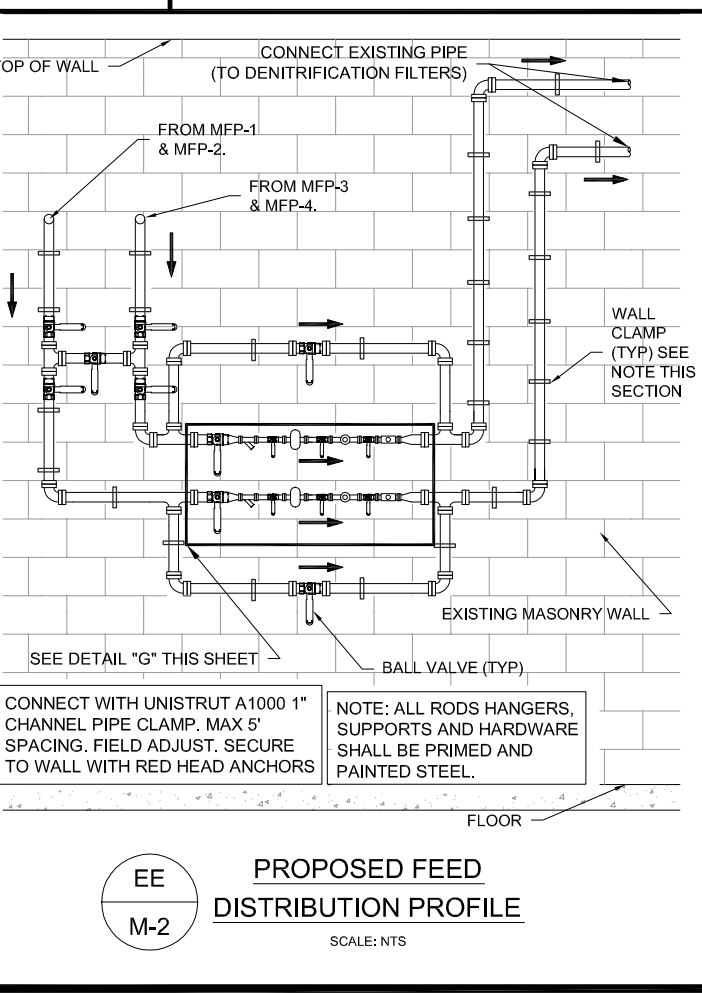 CONNECT EXISTING PIPE
(TO DENITRIFICATION FILTERS)
OF WALL
FROM MFP-1
& MFP-2.
FROM MFP-3
& MFP-4.
WALL
CLAMP
(TYP) SEE
NOTE THIS
SECTION
EXISTING MASONRY WALL
SEE DETAIL "G" THIS SHEET
BALL VALVE (TYP)
CONNECT WITH UNISTRUT A1000 1"
CHANNEL PIPE CLAMP. MAX 5'
SPACING. FIELD ADJUST. SECURE
TO WALL WITH RED HEAD ANCHORS
NOTE: ALL RODS HANGERS,
SUPPORTS AND HARDWARE
SHALL BE PRIMED AND
PAINTED STEEL.
FLOOR
EE
M-2
PROPOSED FEED
DISTRIBUTION PROFILE
SCALE: NTS